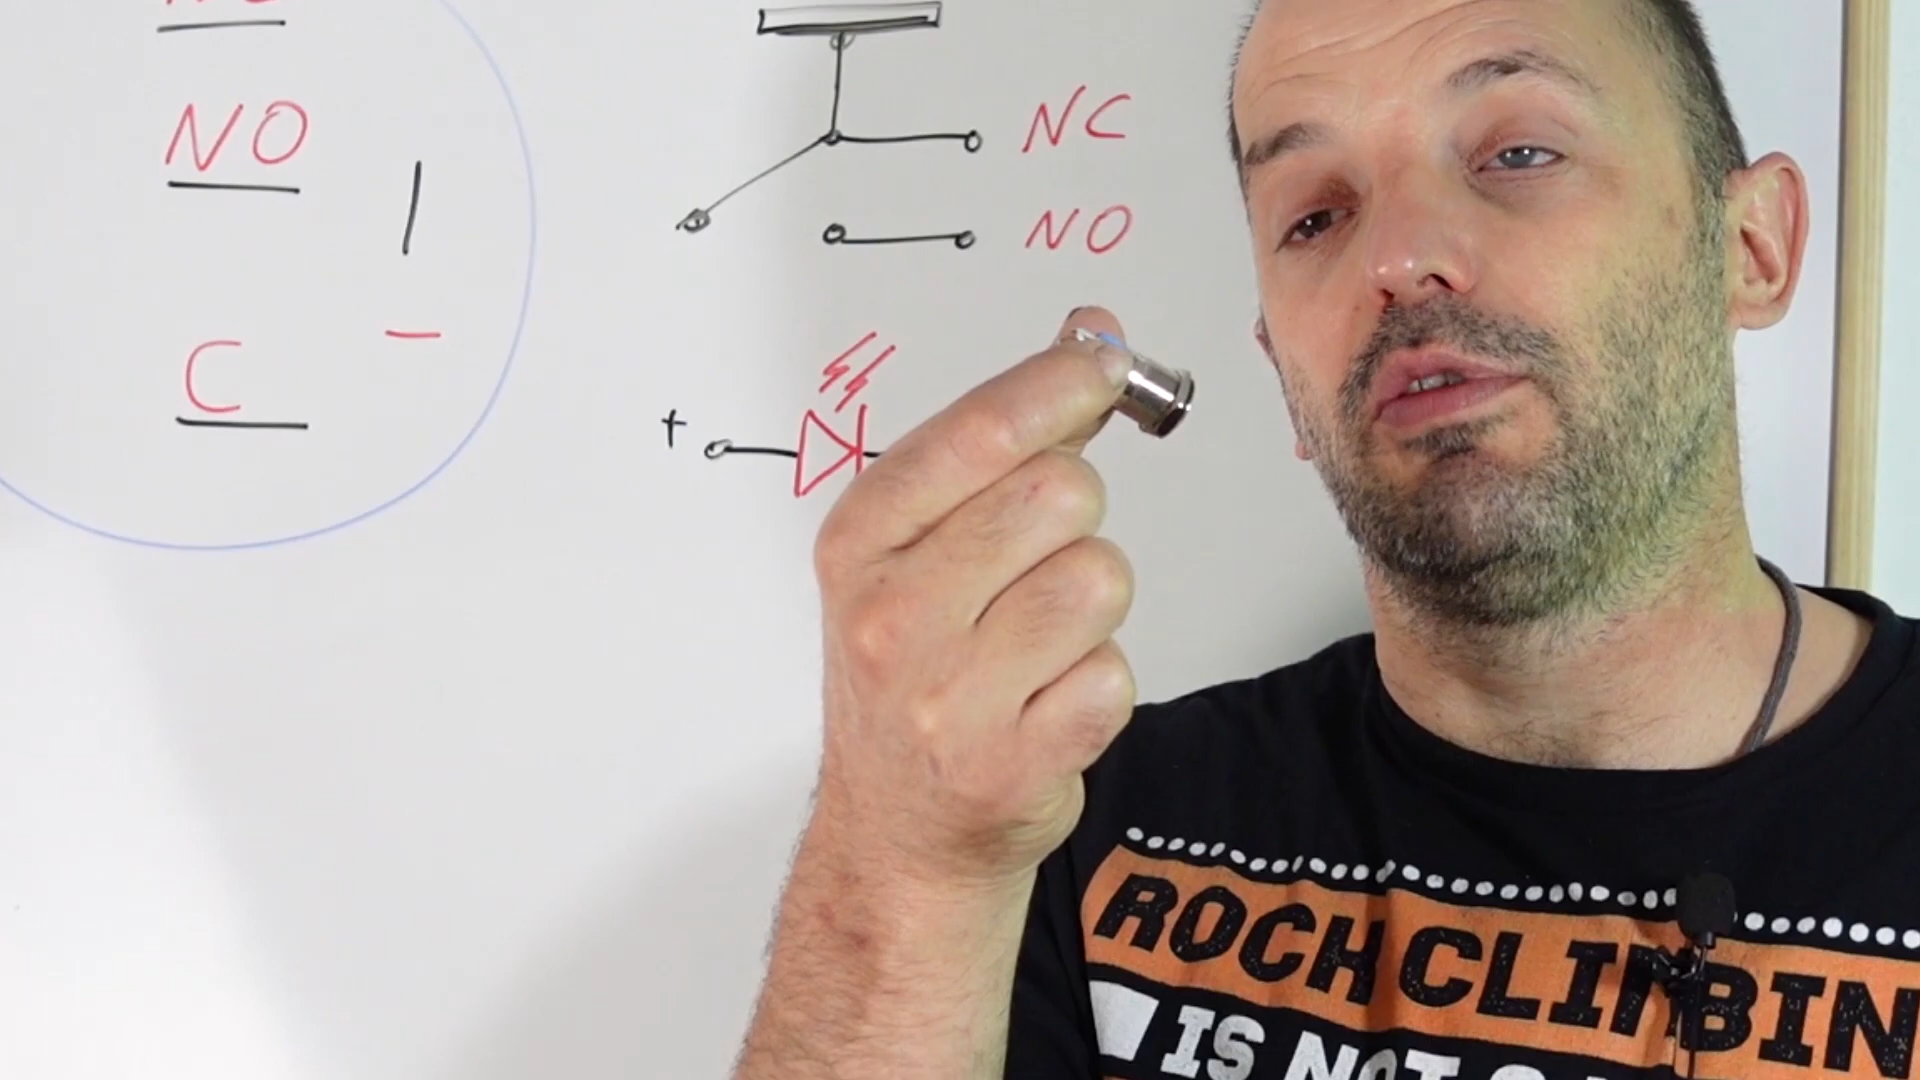 NO
C
NC
NO
+
ROCK CLIMBIN
IS NOT